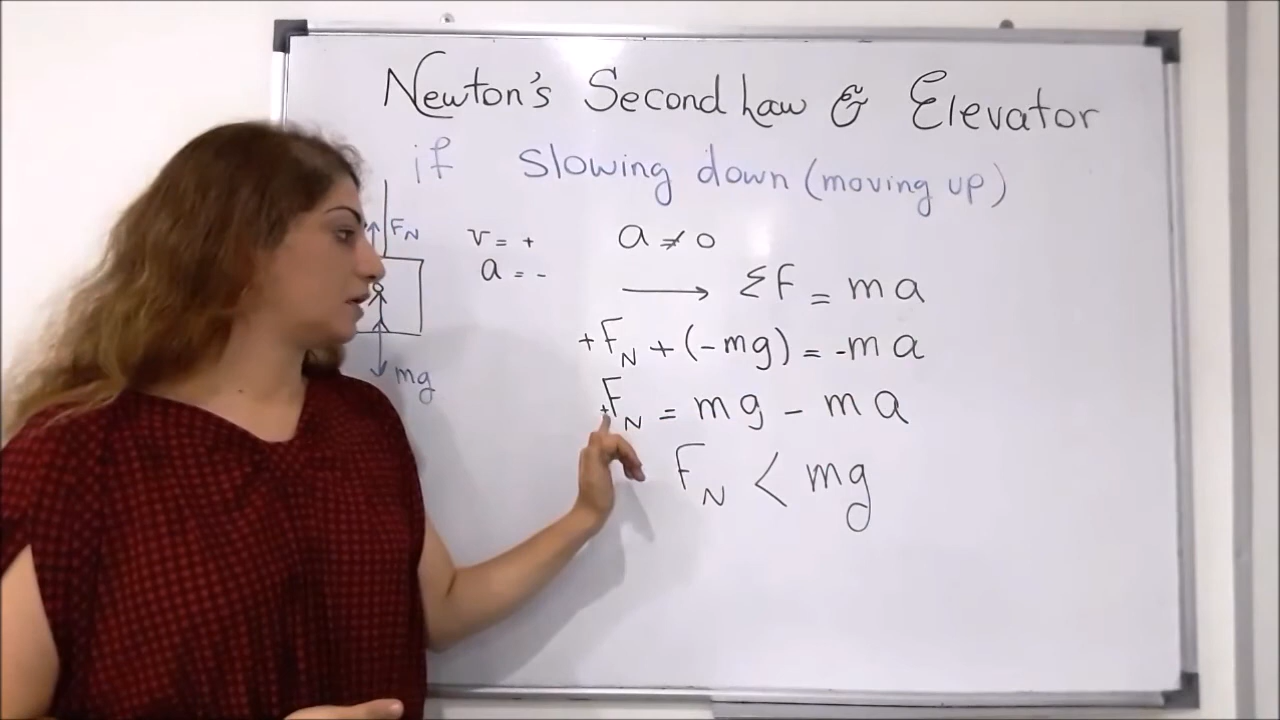 Newton's Second Law & Elevator
if slowing down (moving up)
FN
v = +
a = -
a ≠ 0
→ ΣF = ma
+FN + (-mg) = -ma
mg
+FN = mg - ma
FN < mg